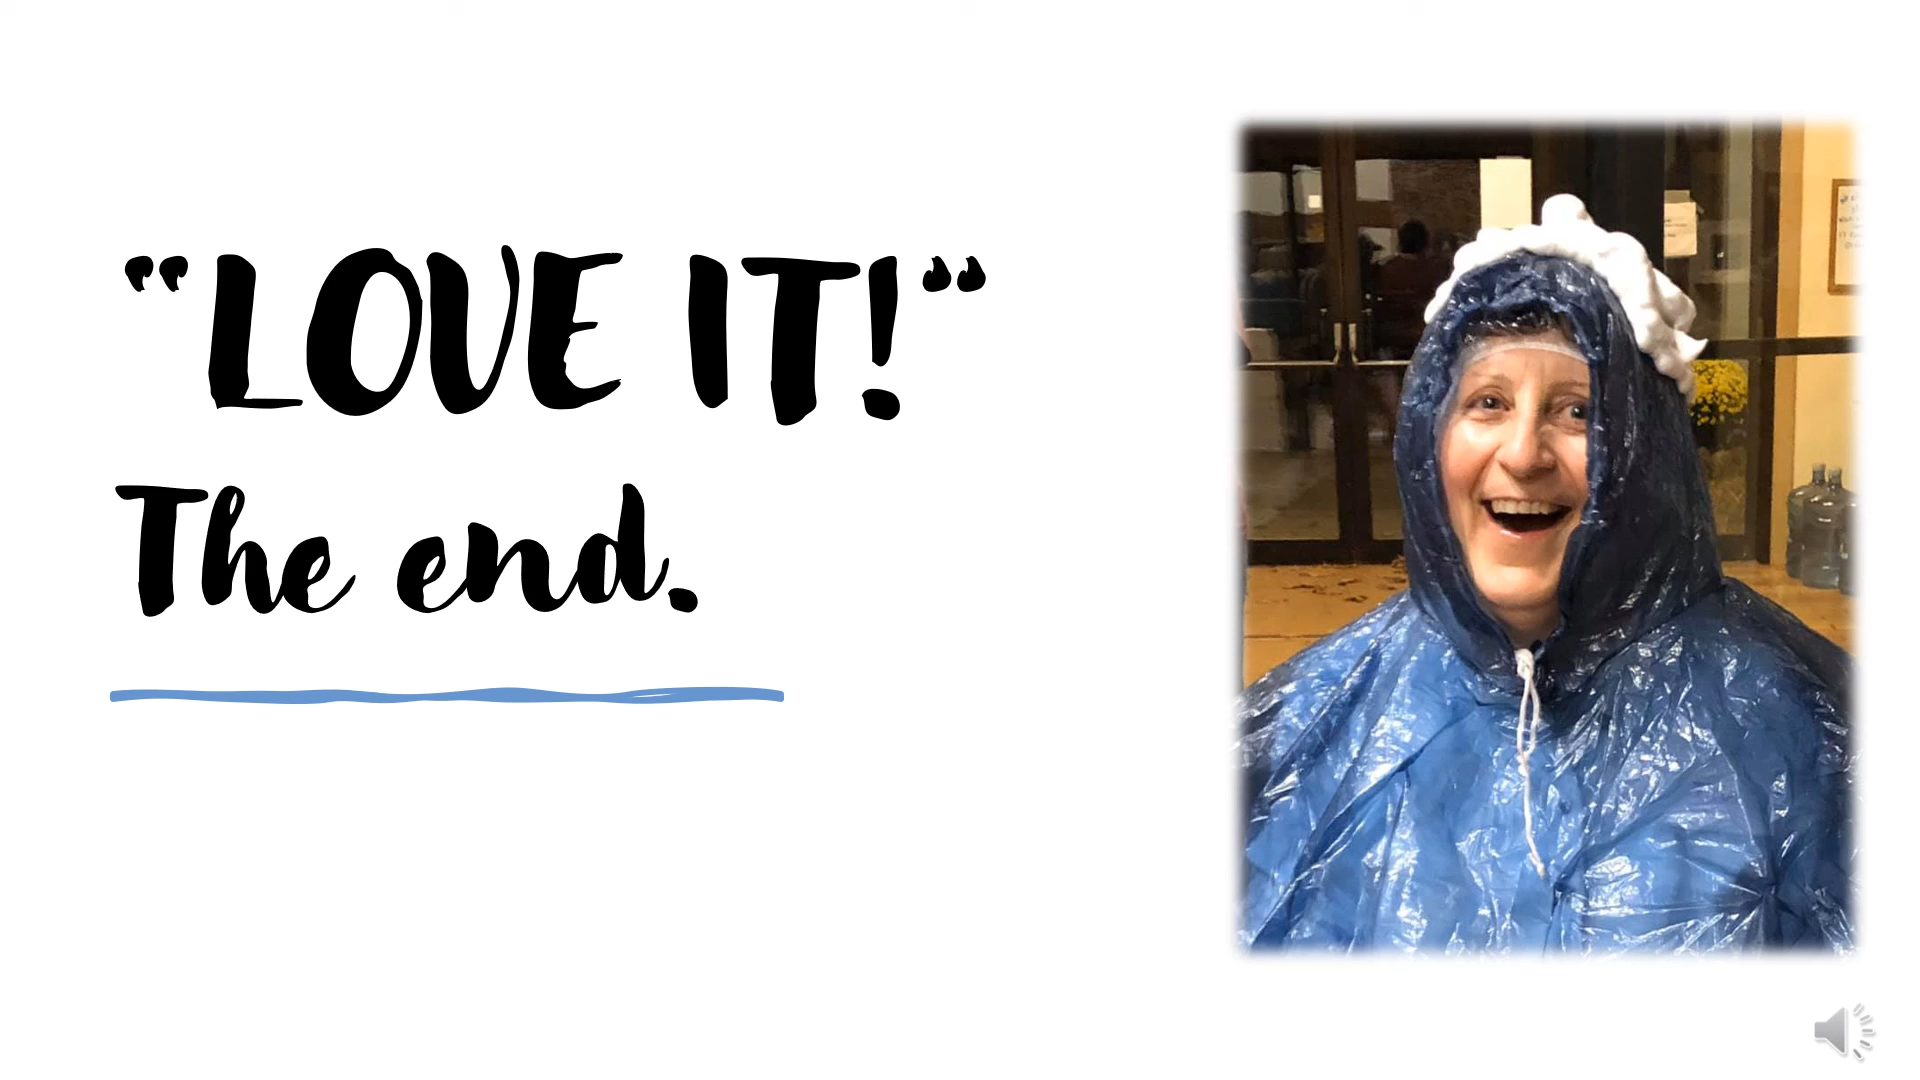 “LOVE IT!“
The end.